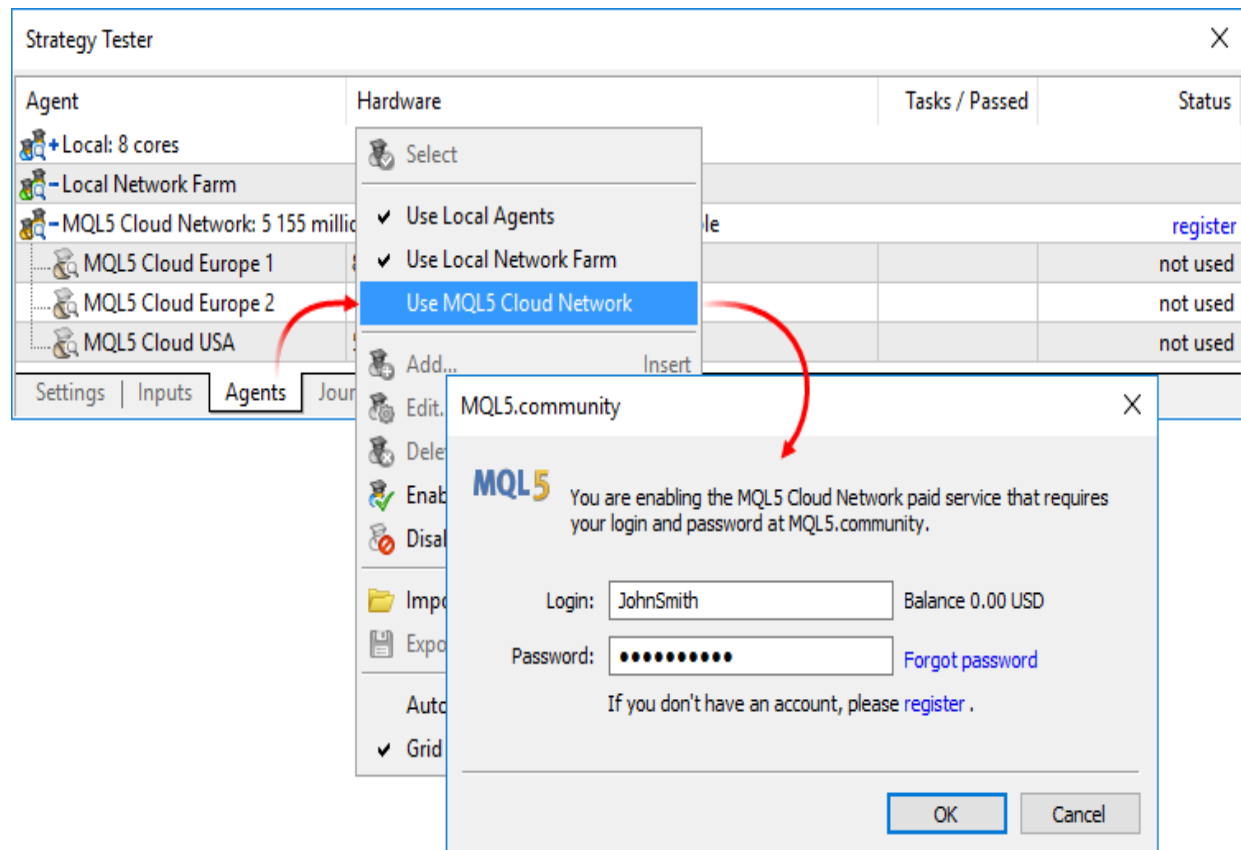 Strategy Tester
Agent Hardware Tasks / Passed Status
Local: 8 cores
Local Network Farm
MQL5 Cloud Network: 5 155 register
MQL5 Cloud Europe 1 not used
MQL5 Cloud Europe 2 not used
MQL5 Cloud USA not used
Settings Inputs Agents
Select
Use Local Agents
Use Local Network Farm
Use MQL5 Cloud Network
Add... Insert
Edit.
Grid
MQL5.community
MQL5
You are enabling the MQL5 Cloud Network paid service that requires
your login and password at MQL5.community.
Login: JohnSmith Balance 0.00 USD
Password: Forgot password
If you don't have an account, please register .
OK Cancel